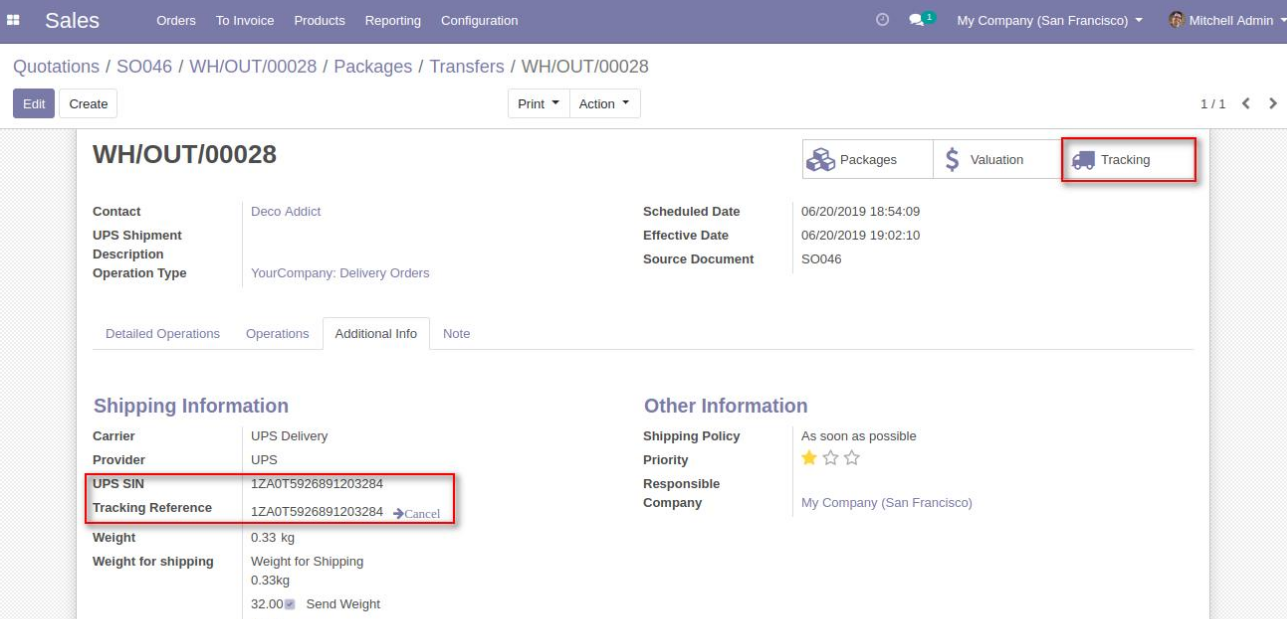 Sales Orders To Invoice Products Reporting Configuration 1 My Company (San Francisco) Mitchell Admin
Quotations / SO046 / WH/OUT/00028 / Packages / Transfers / WH/OUT/00028
Edit Create Print Action 1 / 1
WH/OUT/00028 Packages Valuation Tracking
Contact Deco Addict
UPS Shipment
Description
Operation Type YourCompany: Delivery Orders
Scheduled Date 06/20/2019 18:54:09
Effective Date 06/20/2019 19:02:10
Source Document SO046
Detailed Operations Operations Additional Info Note
Shipping Information
Carrier UPS Delivery
Provider UPS
UPS SIN 1ZA0T5926891203284
Tracking Reference 1ZA0T5926891203284 Cancel
Weight 0.33 kg
Weight for shipping Weight for Shipping
0.33kg
32.00 Send Weight
Other Information
Shipping Policy As soon as possible
Priority
Responsible
Company My Company (San Francisco)